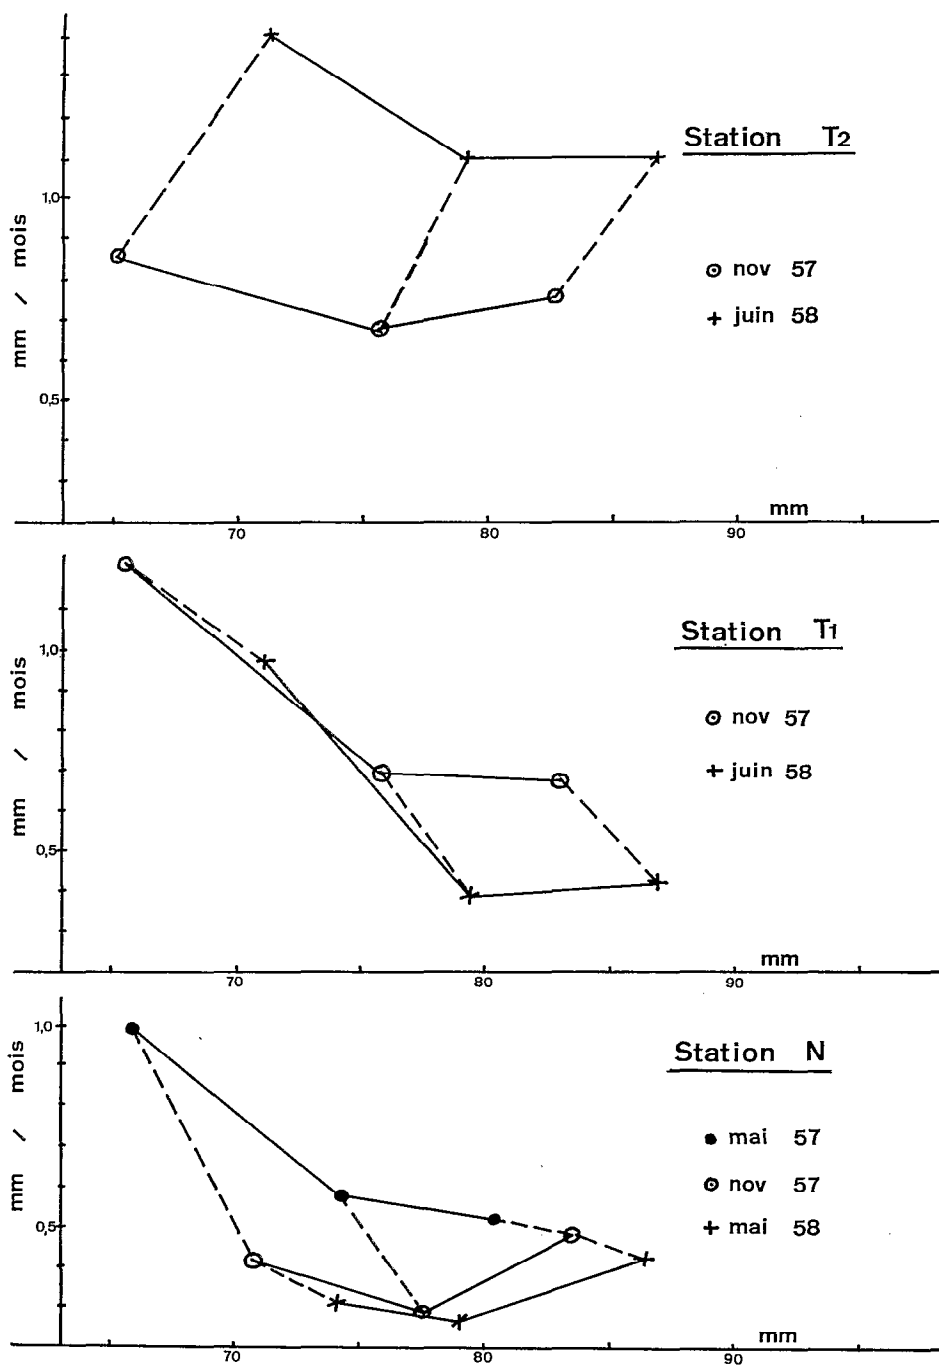 Station T2
1,0
mm / mois
nov 57
juin 58
0,5
mm
70 80 90
Station T1
1,0
mm / mois
nov 57
juin 58
0,5
mm
70 80 90
1,0
Station N
mm / mois
mai 57
nov 57
mai 58
0,5
mm
70 80 90